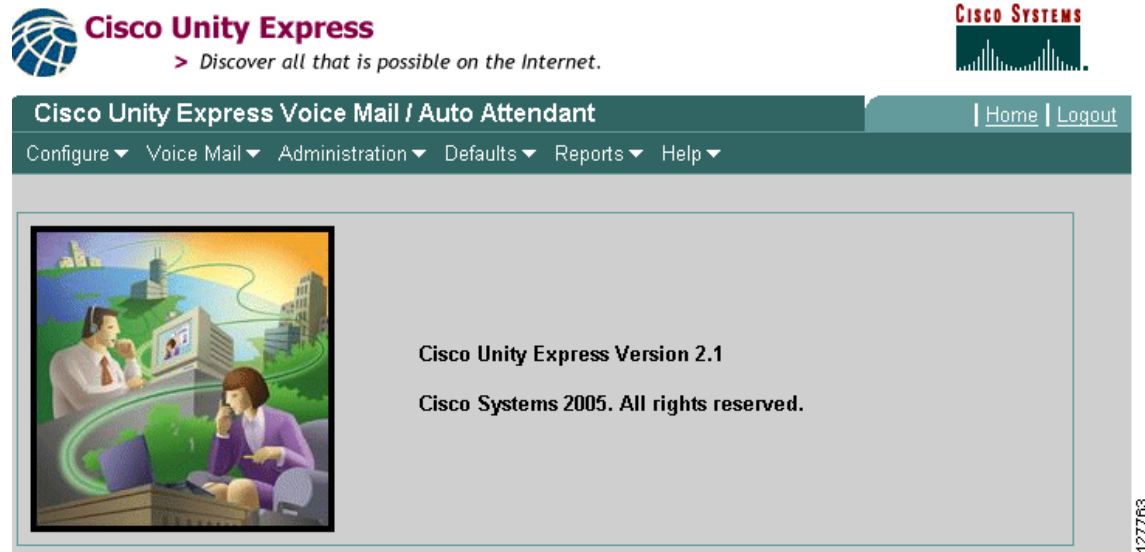 Cisco Unity Express
> Discover all that is possible on the Internet.
CISCO SYSTEMS
Cisco Unity Express Voice Mail / Auto Attendant
| Home | Logout
Configure Voice Mail Administration Defaults Reports Help
Cisco Unity Express Version 2.1
Cisco Systems 2005. All rights reserved.
127763